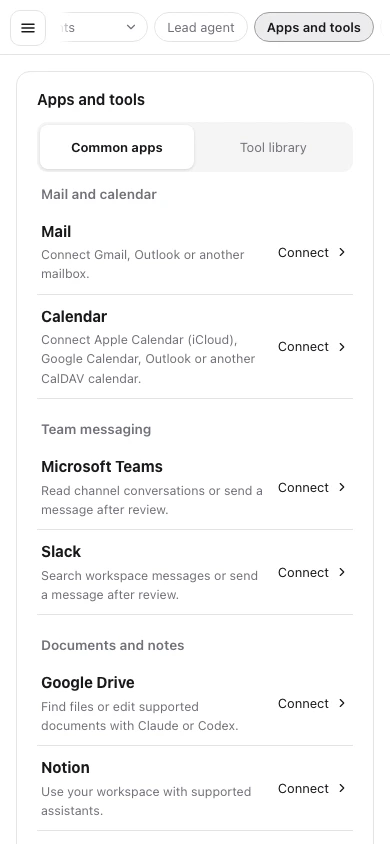 ts
Lead agent
Apps and tools
Apps and tools
Common apps
Tool library
Mail and calendar
Mail
Connect Gmail, Outlook or another
mailbox.
Connect
Calendar
Connect Apple Calendar (iCloud),
Google Calendar, Outlook or another
CalDAV calendar.
Connect
Team messaging
Microsoft Teams
Read channel conversations or send a
message after review.
Connect
Slack
Search workspace messages or send
a message after review.
Connect
Documents and notes
Google Drive
Find files or edit supported
documents with Claude or Codex.
Connect
Notion
Use your workspace with supported
assistants.
Connect